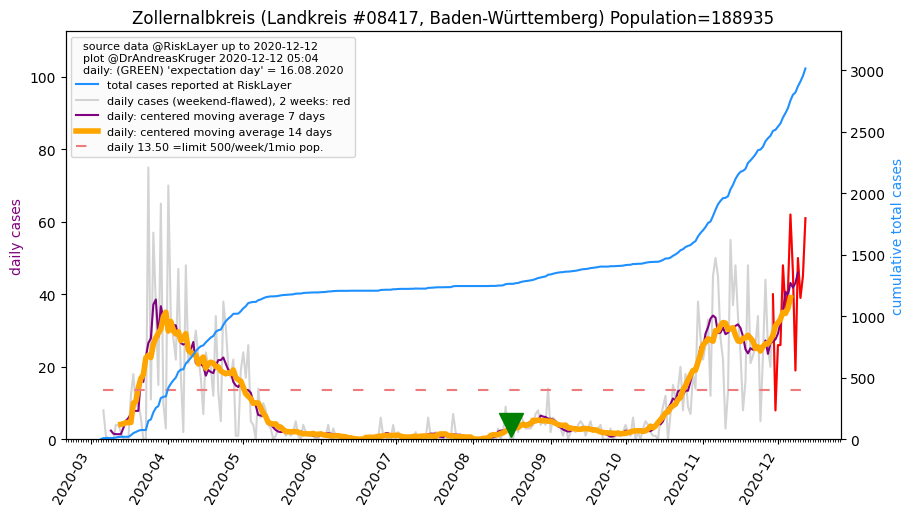 Zollernalbkreis (Landkreis #08417, Baden-Württemberg) Population=188935
source data @RiskLayer up to 2020-12-12
plot @DrAndreasKruger 2020-12-12 05:04
daily: (GREEN) 'expectation day' = 16.08.2020
total cases reported at RiskLayer
daily cases (weekend-flawed), 2 weeks: red
daily: centered moving average 7 days
daily: centered moving average 14 days
daily 13.50 =limit 500/week/1mio pop.
daily cases
100
80
60
40
20
0
cumulative total cases
3000
2500
2000
1500
1000
500
0
2020-03
2020-04
2020-05
2020-06
2020-07
2020-08
2020-09
2020-10
2020-11
2020-12